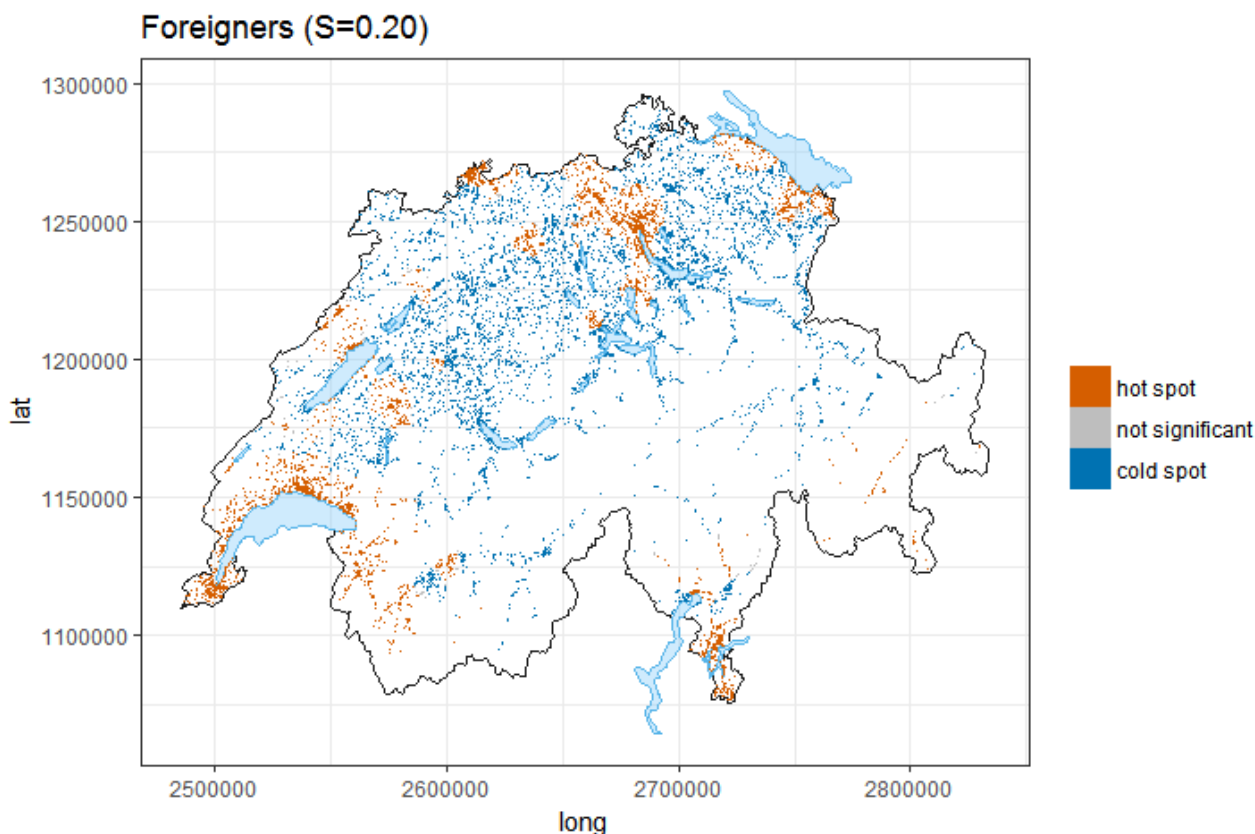 Foreigners (S=0.20)
1300000
1250000
1200000
1150000
1100000
lat
2500000 2600000 2700000 2800000
long
hot spot
not significant
cold spot